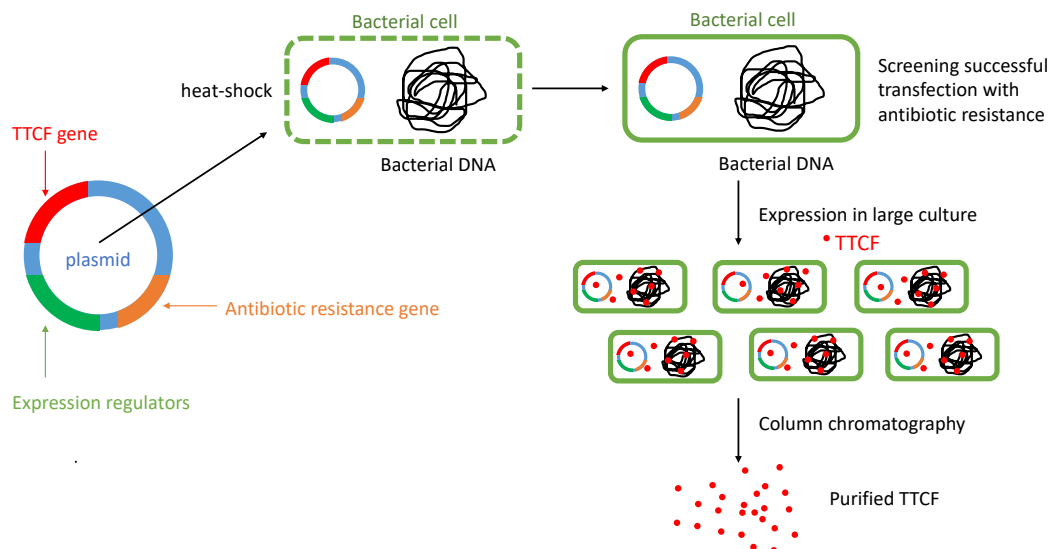 Bacterial cell
Bacterial cell
heat-shock
Screening successful
transfection with
antibiotic resistance
TTCF gene
Bacterial DNA
Bacterial DNA
plasmid
Expression in large culture
TTCF
Antibiotic resistance gene
Expression regulators
Column chromatography
Purified TTCF
.